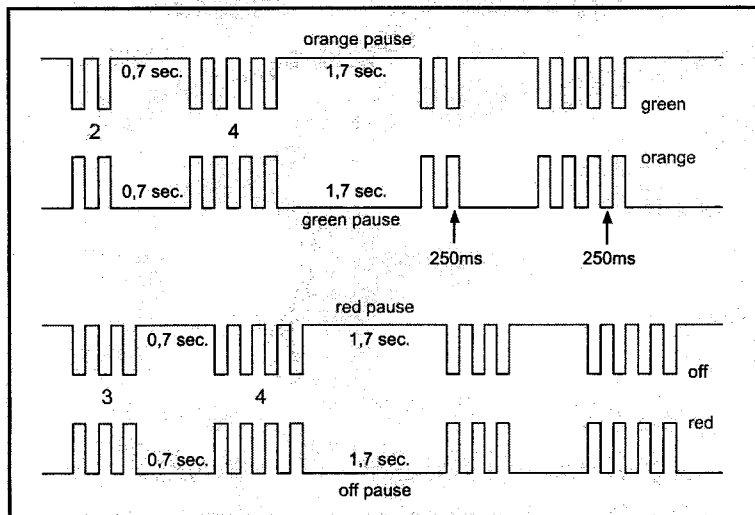 orange pause
0,7 sec. 1,7 sec.
green
2 4
orange
0,7 sec. 1,7 sec.
green pause
250ms 250ms
red pause
0,7 sec. 1,7 sec.
off
3 4
red
0,7 sec. 1,7 sec.
off pause